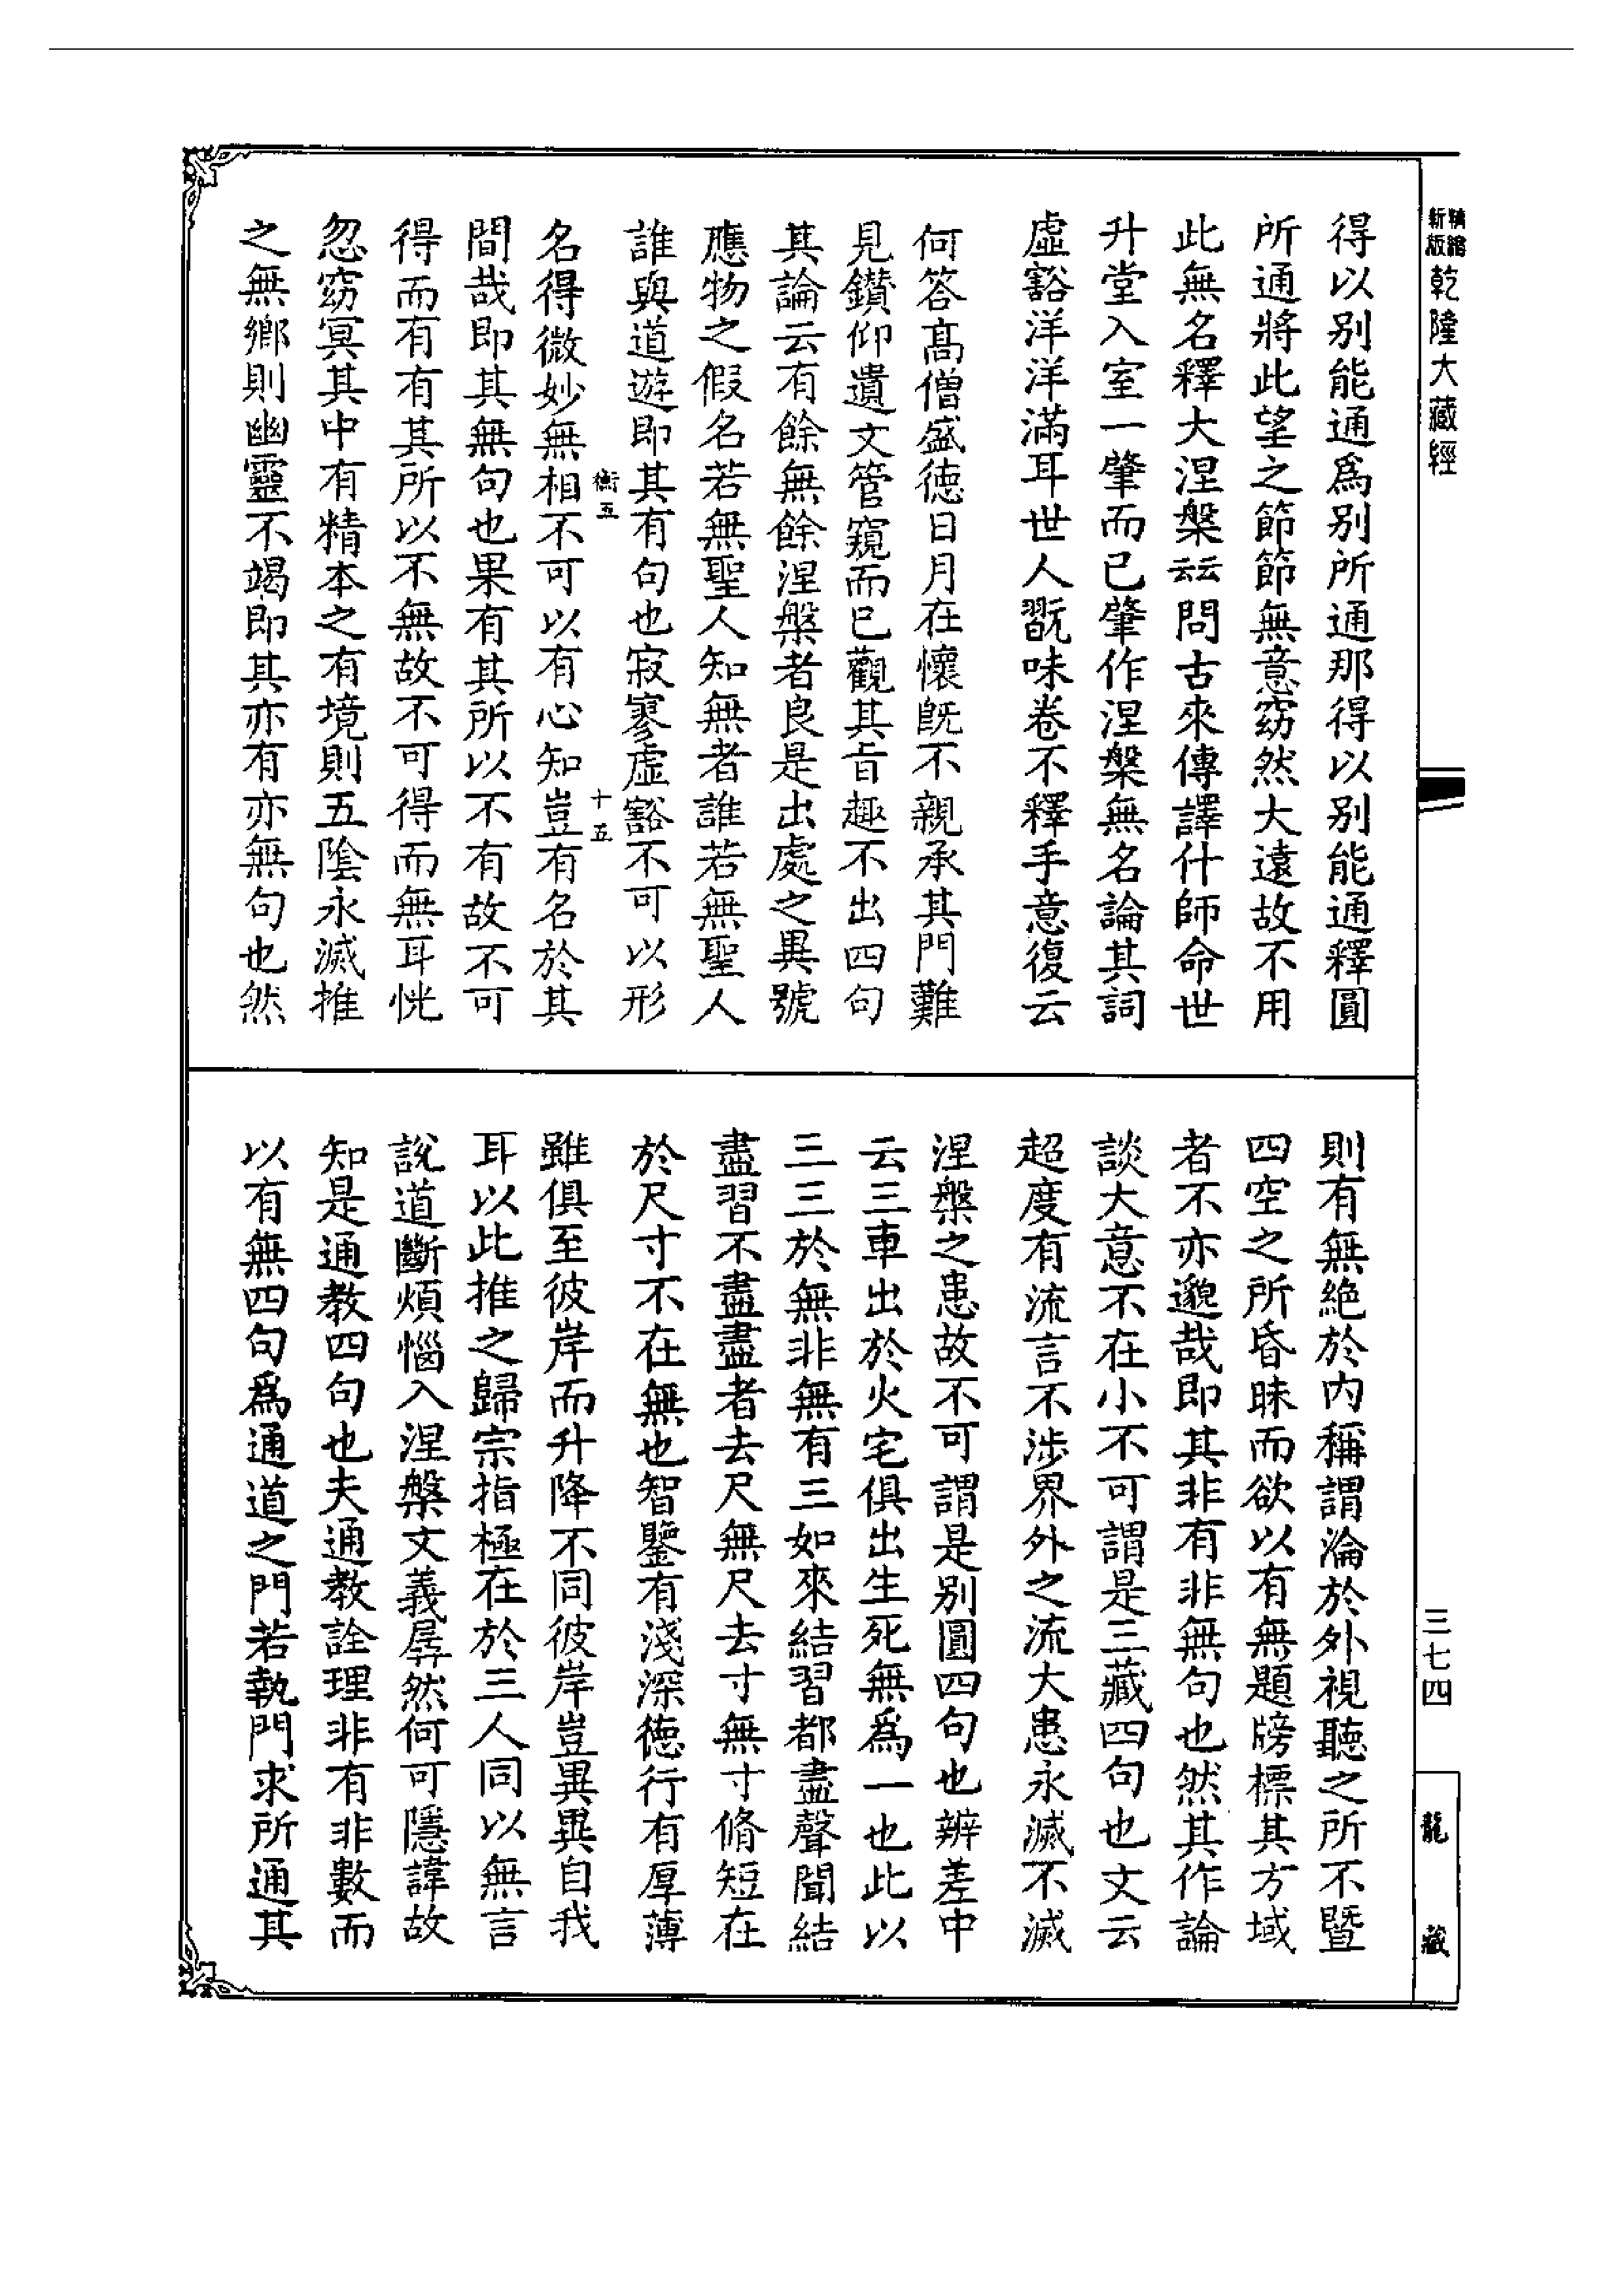 精縮新版乾隆大藏經
得以別能通爲別所通那得以別能通釋圓
所通將此望之節節無意窈然大遠故不用
此無名釋大涅槃云云問古來傳譯什師命世
升堂入室一肇而已肇作涅槃無名論其詞
虛豁洋洋滿耳世人翫味卷不釋手意復云
何答高僧盛德日月在懷旣不親承其門難
見鑽仰遺文管窺而已觀其旨趣不出四句
其論云有餘無餘涅槃者良是出處之異號
應物之假名若無聖人知無者誰若無聖人
誰與道遊即其有句也寂寥虛豁不可以形
衡五
十五
名得微妙無相不可以有心知豈有名於其
間哉即其無句也果有其所以不有故不可
得而有有其所以不無故不可得而無耳恍
忽窈冥其中有精本之有境則五陰永滅推
之無鄉則幽靈不竭即其亦有亦無句也然
則有無絕於內稱謂淪於外視聽之所不暨
四空之所昏昧而欲以有無題牓標其方域
者不亦邈哉即其非有非無句也然其作論
談大意不在小不可謂是三藏四句也文云
超度有流言不涉界外之流大患永滅不滅
涅槃之患故不可謂是別圓四句也辨差中
云三車出於火宅俱出生死無爲一也此以
三三於無非無有三如來結習都盡聲聞結
盡習不盡盡者去尺無尺去寸無寸脩短在
於尺寸不在無也智鑒有淺深德行有厚薄
雖俱至彼岸而升降不同彼岸豈異異自我
耳以此推之歸宗指極在於三人同以無言
說道斷煩惱入涅槃文義孱然何可隱諱故
知是通教四句也夫通教詮理非有非數而
以有無四句爲通道之門若執門求所通其
三七四
龍藏